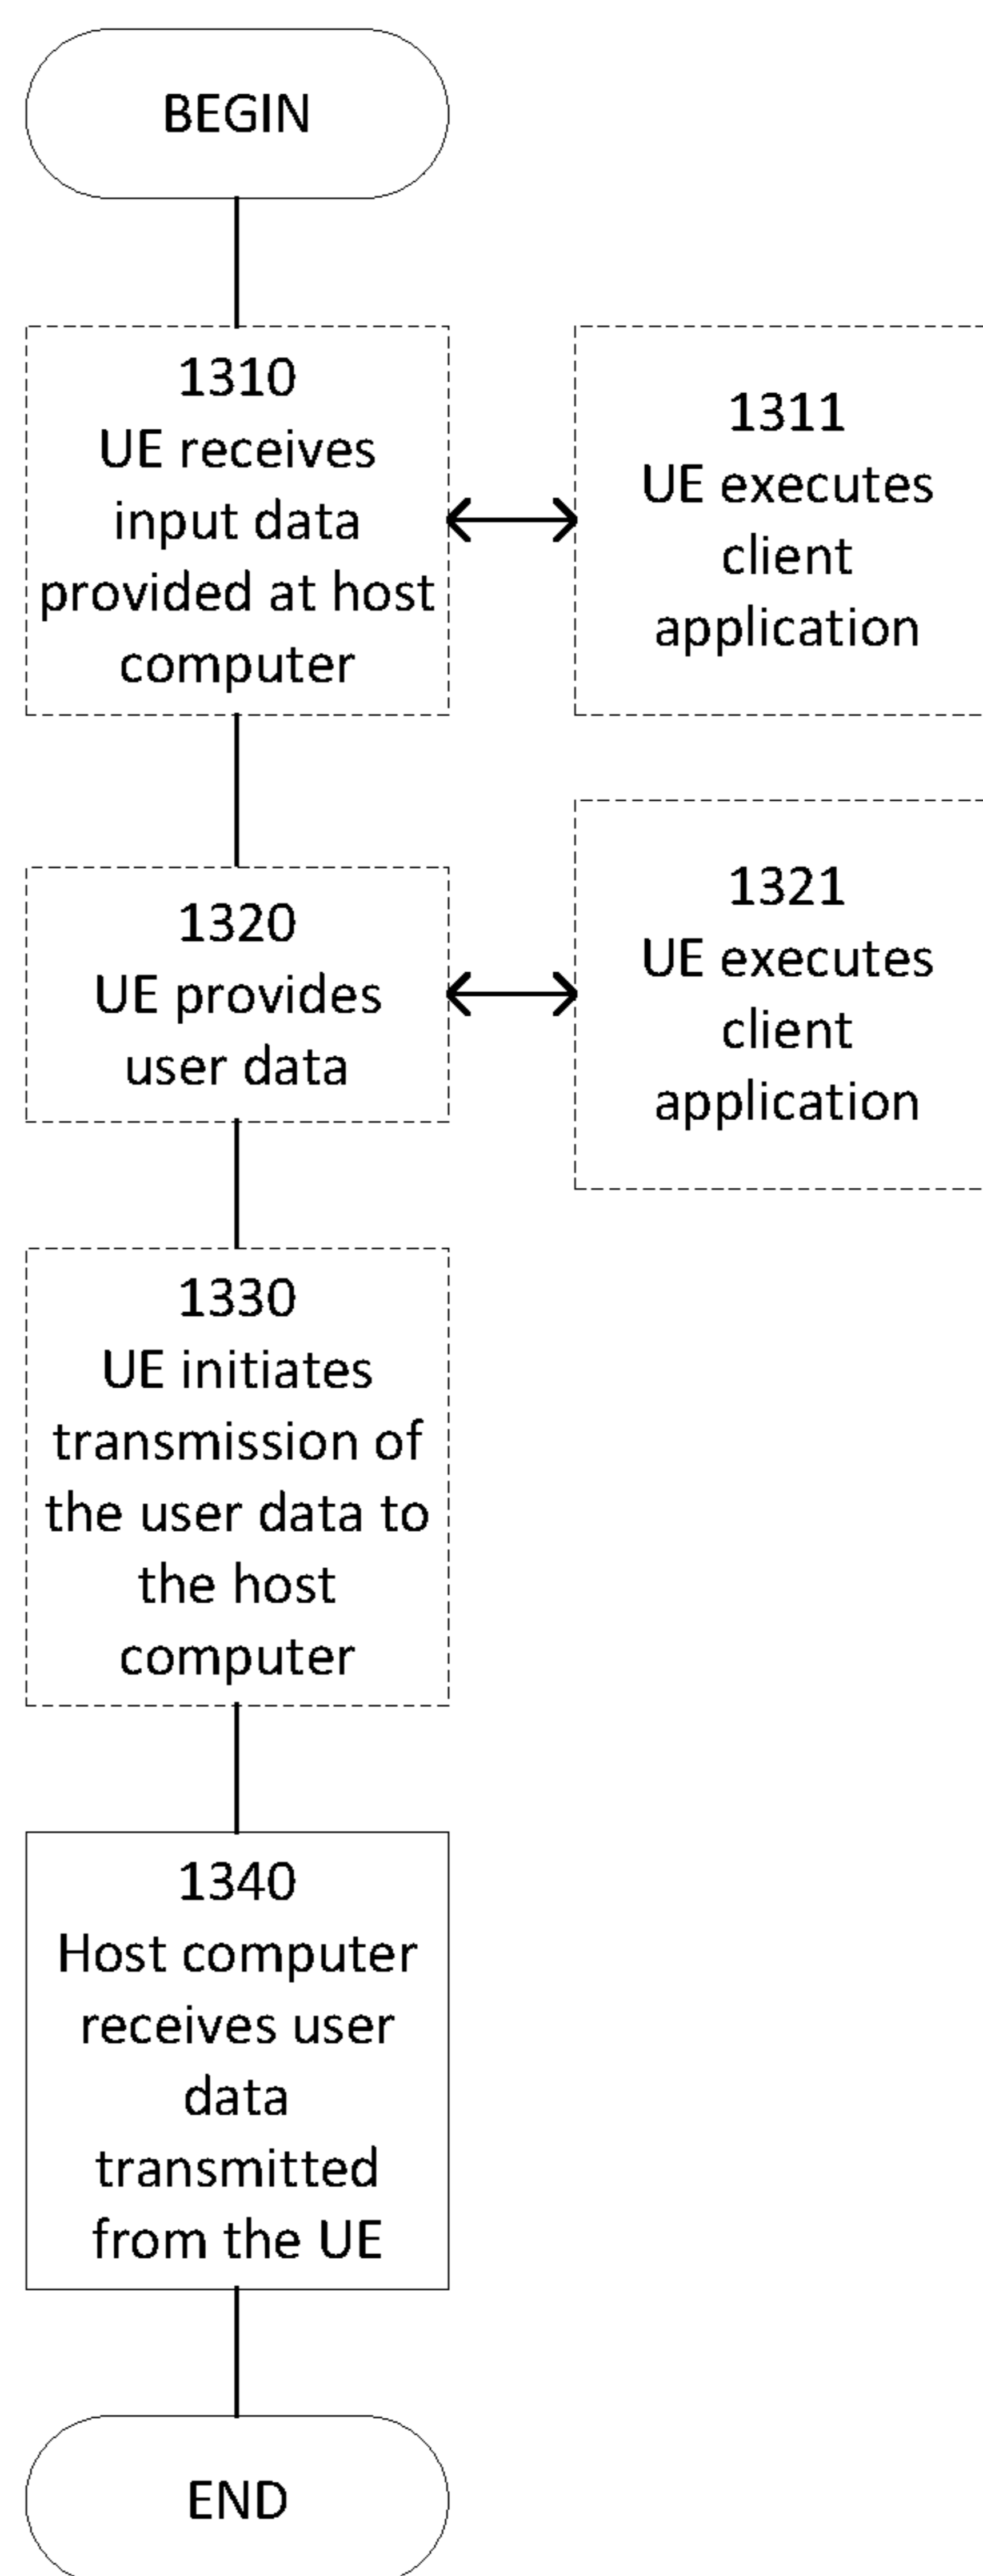 BEGIN
1310
UE receives
input data
provided at host
computer
1311
UE executes
client
application
1320
UE provides
user data
1321
UE executes
client
application
1330
UE initiates
transmission of
the user data to
the host
computer
1340
Host computer
receives user
data
transmitted
from the UE
END